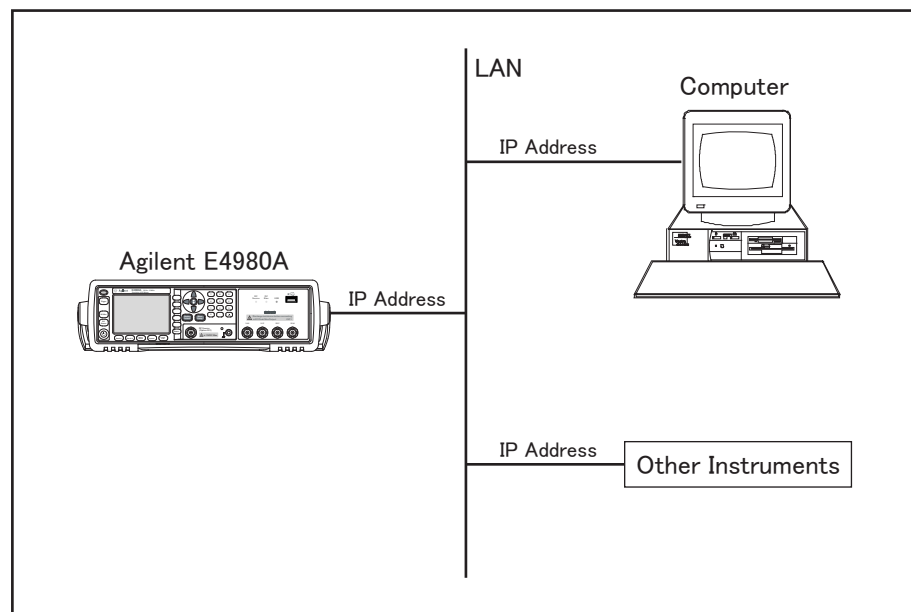 LAN
Computer
IP Address
Agilent E4980A
IP Address
IP Address
Other Instruments